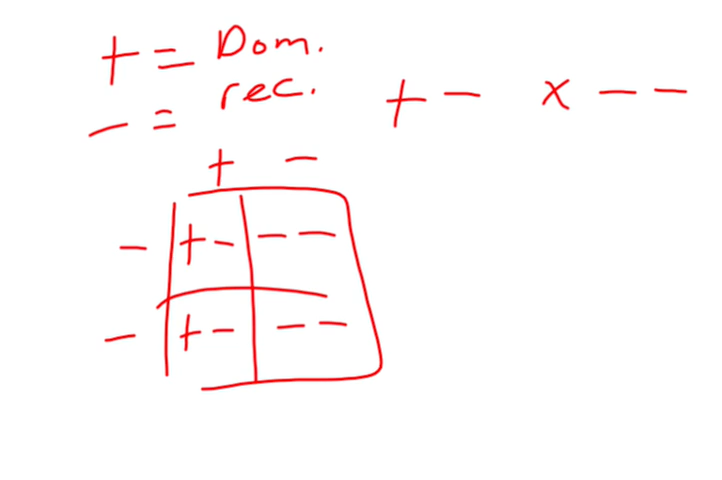 + = Dom.
− = rec.
+ − x − −
+ −
− + − − −
− + − − −